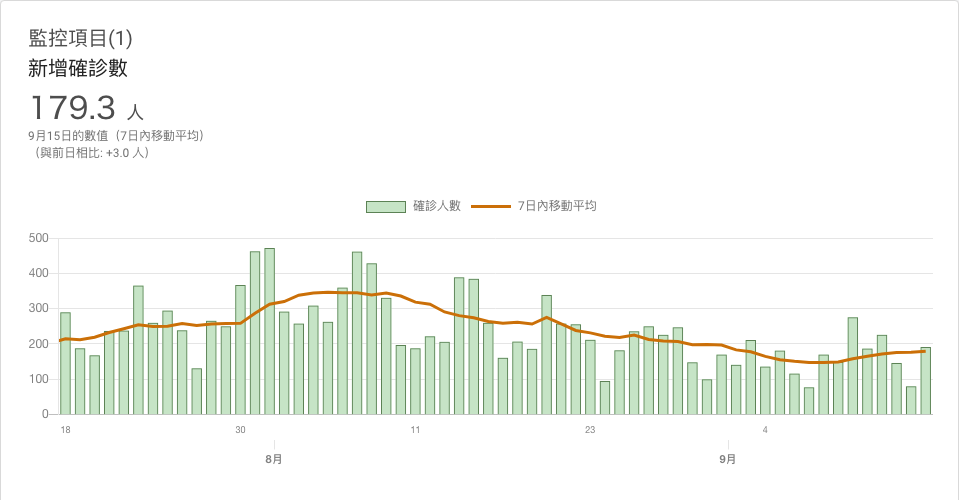 監控項目(1)
新增確診數
179.3 人
9月15日的數值（7日內移動平均）
（與前日相比: +3.0 人）
確診人數 7日內移動平均
500
400
300
200
100
0
18 30 11 23 4
8月 9月